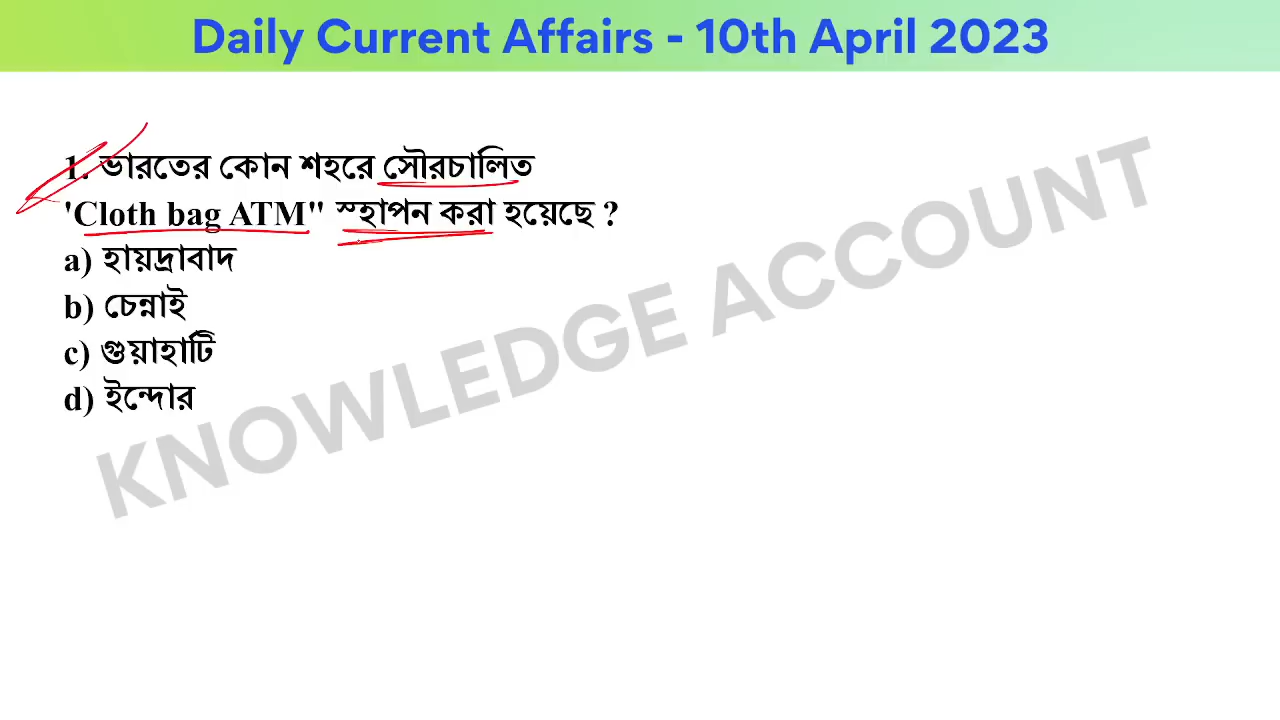 Daily Current Affairs - 10th April 2023
1. ভারতের কোন শহরে সৌরচালিত
'Cloth bag ATM" স্হাপন করা হয়েছে ?
a) হায়দ্রাবাদ
b) চেন্নাই
c) গুয়াহাটি
d) ইন্দোর
KNOWLEDGE ACCOUNT